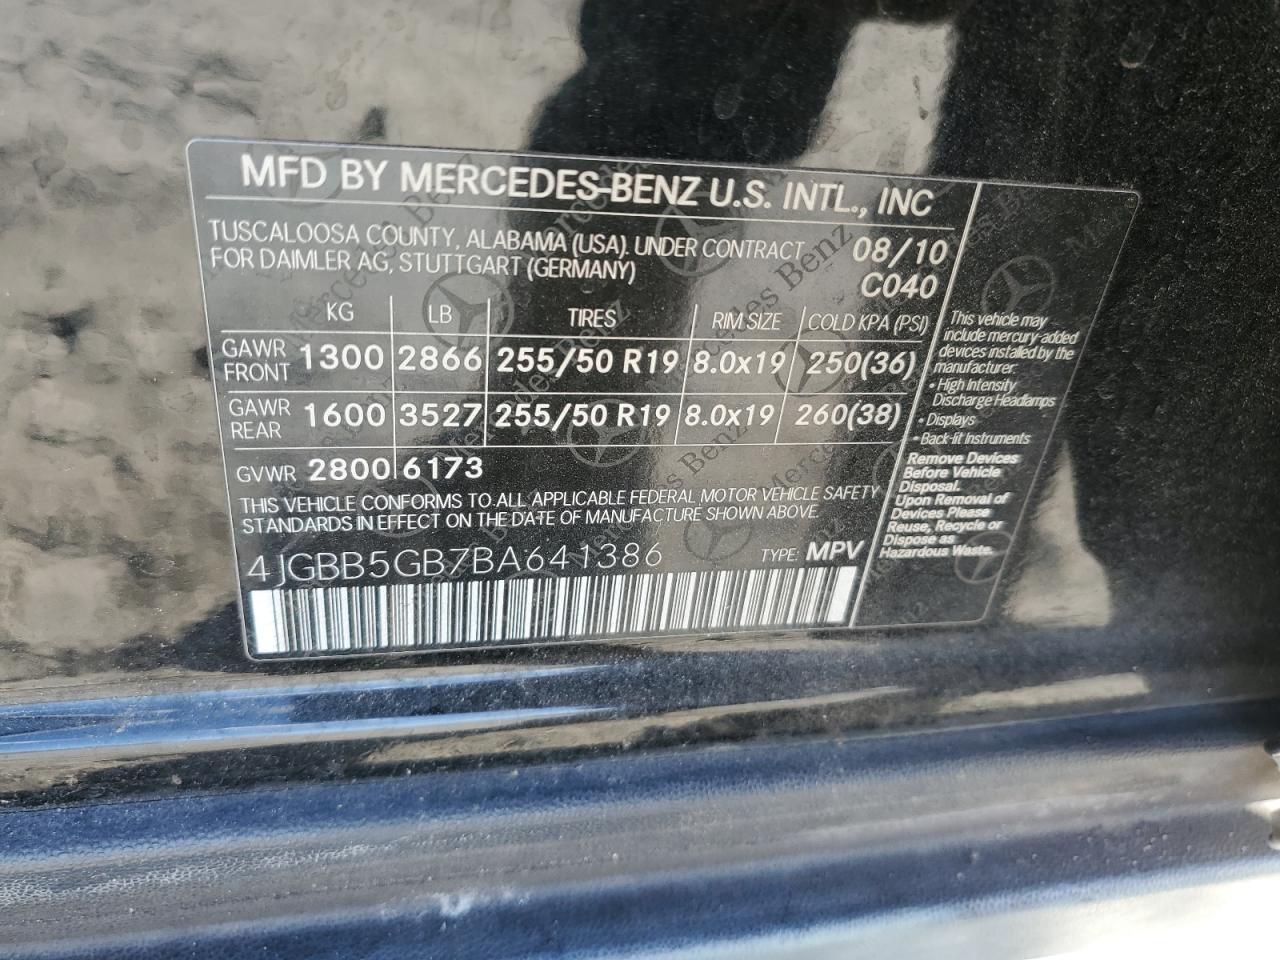 MFD BY MERCEDES-BENZ U.S. INTL., INC
TUSCALOOSA COUNTY, ALABAMA (USA). UNDER CONTRACT 08/10
FOR DAIMLER AG, STUTTGART (GERMANY) C040
KG LB TIRES RIM SIZE COLD KPA (PSI)
GAWR FRONT 1300 2866 255/50 R19 8.0x19 250(36)
GAWR REAR 1600 3527 255/50 R19 8.0x19 260(38)
GVWR 2800 6173
THIS VEHICLE CONFORMS TO ALL APPLICABLE FEDERAL MOTOR VEHICLE SAFETY
STANDARDS IN EFFECT ON THE DATE OF MANUFACTURE SHOWN ABOVE.
4JGBB5GB7BA641386 TYPE: MPV
This vehicle may
include mercury-added
devices installed by the
manufacturer:
• High Intensity
Discharge Headlamps
• Displays
• Back-lit Instruments
Remove Devices
Before Vehicle
Disposal.
Upon Removal of
Devices Please
Reuse, Recycle or
Dispose as
Hazardous Waste.
Mercedes Benz